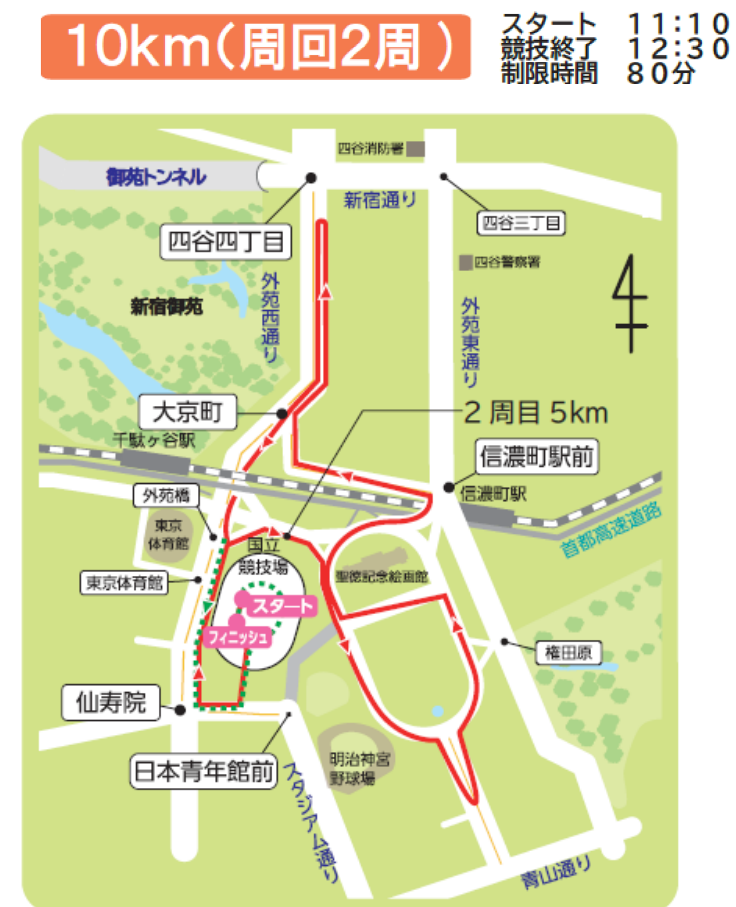 10km(周回2周)
スタート 11:10
競技終了 12:30
制限時間 80分
四谷消防署
御苑トンネル
新宿通り
四谷三丁目
四谷四丁目
四谷警察署
外苑西通り
新宿御苑
外苑東通り
大京町
2周目5km
千駄ヶ谷駅
信濃町駅前
外苑橋
信濃町駅
首都高速道路
東京
体育館
国立
競技場
聖徳記念絵画館
東京体育館
スタート
フィニッシュ
権田原
仙寿院
日本青年館前
明治神宮
野球場
スタジアム通り
青山通り